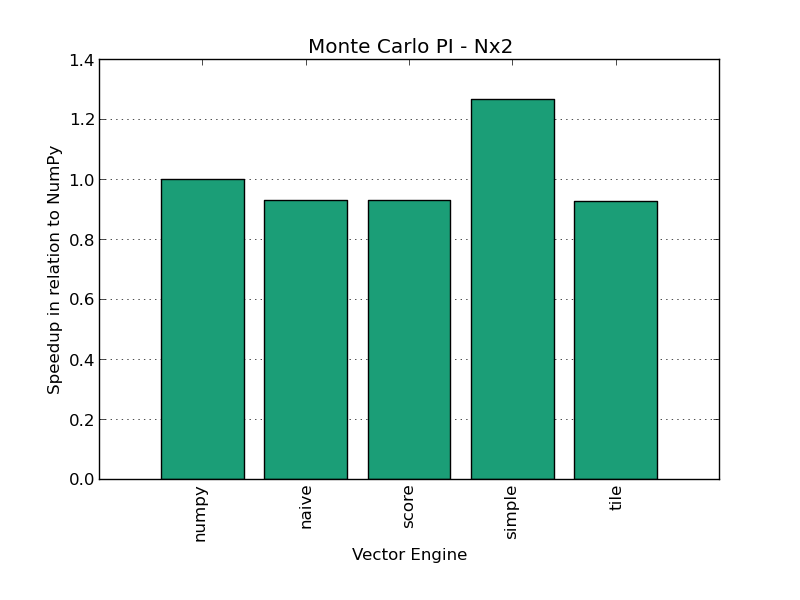 Monte Carlo PI - Nx2
Speedup in relation to NumPy
1.4
1.2
1.0
0.8
0.6
0.4
0.2
0.0
numpy
naive
score
simple
tile
Vector Engine